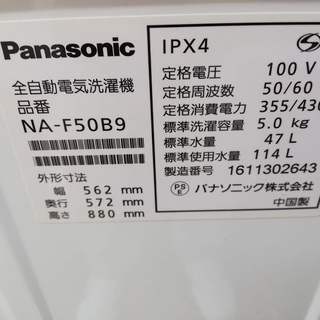 Panasonic
全自動電気洗濯機
品番
NA-F50B9
外形寸法
幅 562 mm
奥行 572 mm
高さ 880 mm
IPX4
定格電圧 100 V
定格周波数 50/60
定格消費電力 355/430
標準洗濯容量 5.0 kg
標準水量 47 L
標準使用水量 114 L
製造番号 1611302643
PS E パナソニック株式会社
中国製